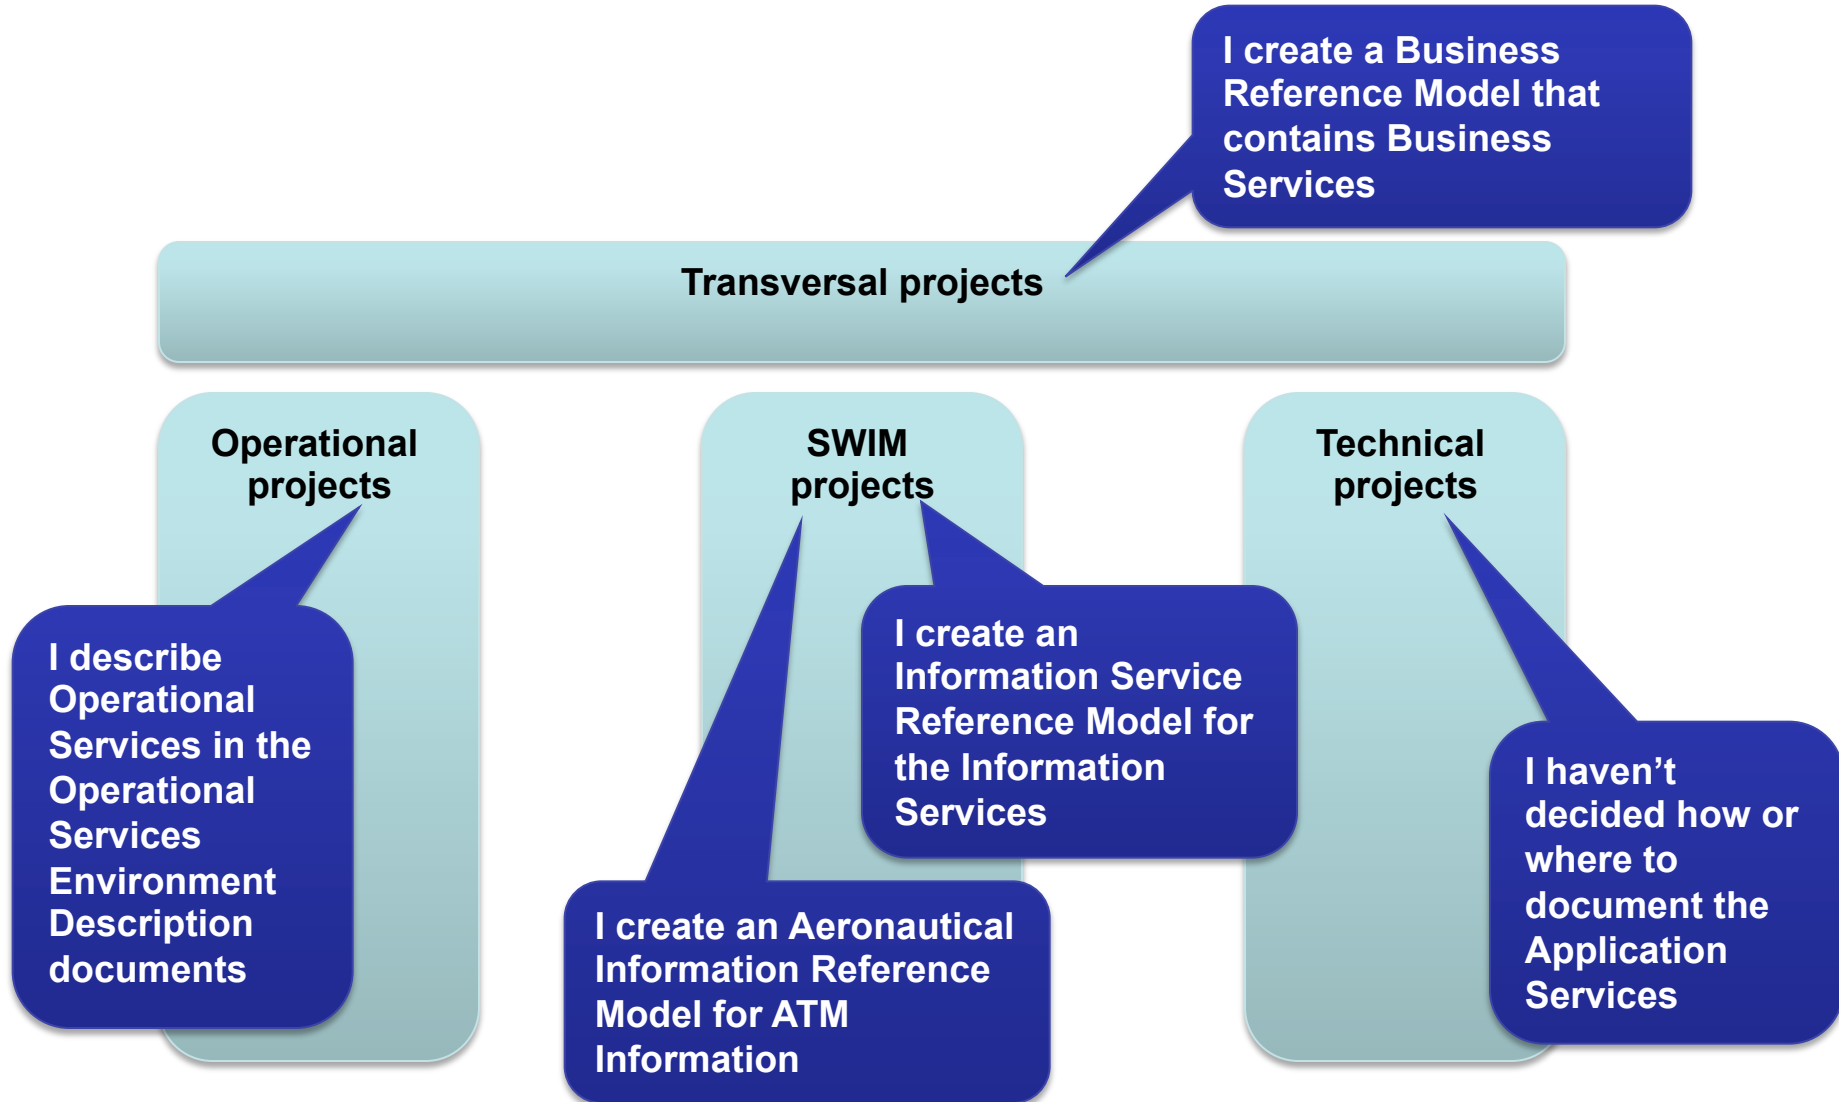 I create a Business
Reference Model that
contains Business
Services
Transversal projects
Operational
projects
SWIM
projects
Technical
projects
I describe
Operational
Services in the
Operational
Services
Environment
Description
documents
I create an Aeronautical
Information Reference
Model for ATM
Information
I create an
Information Service
Reference Model for
the Information
Services
I haven’t
decided how or
where to
document the
Application
Services